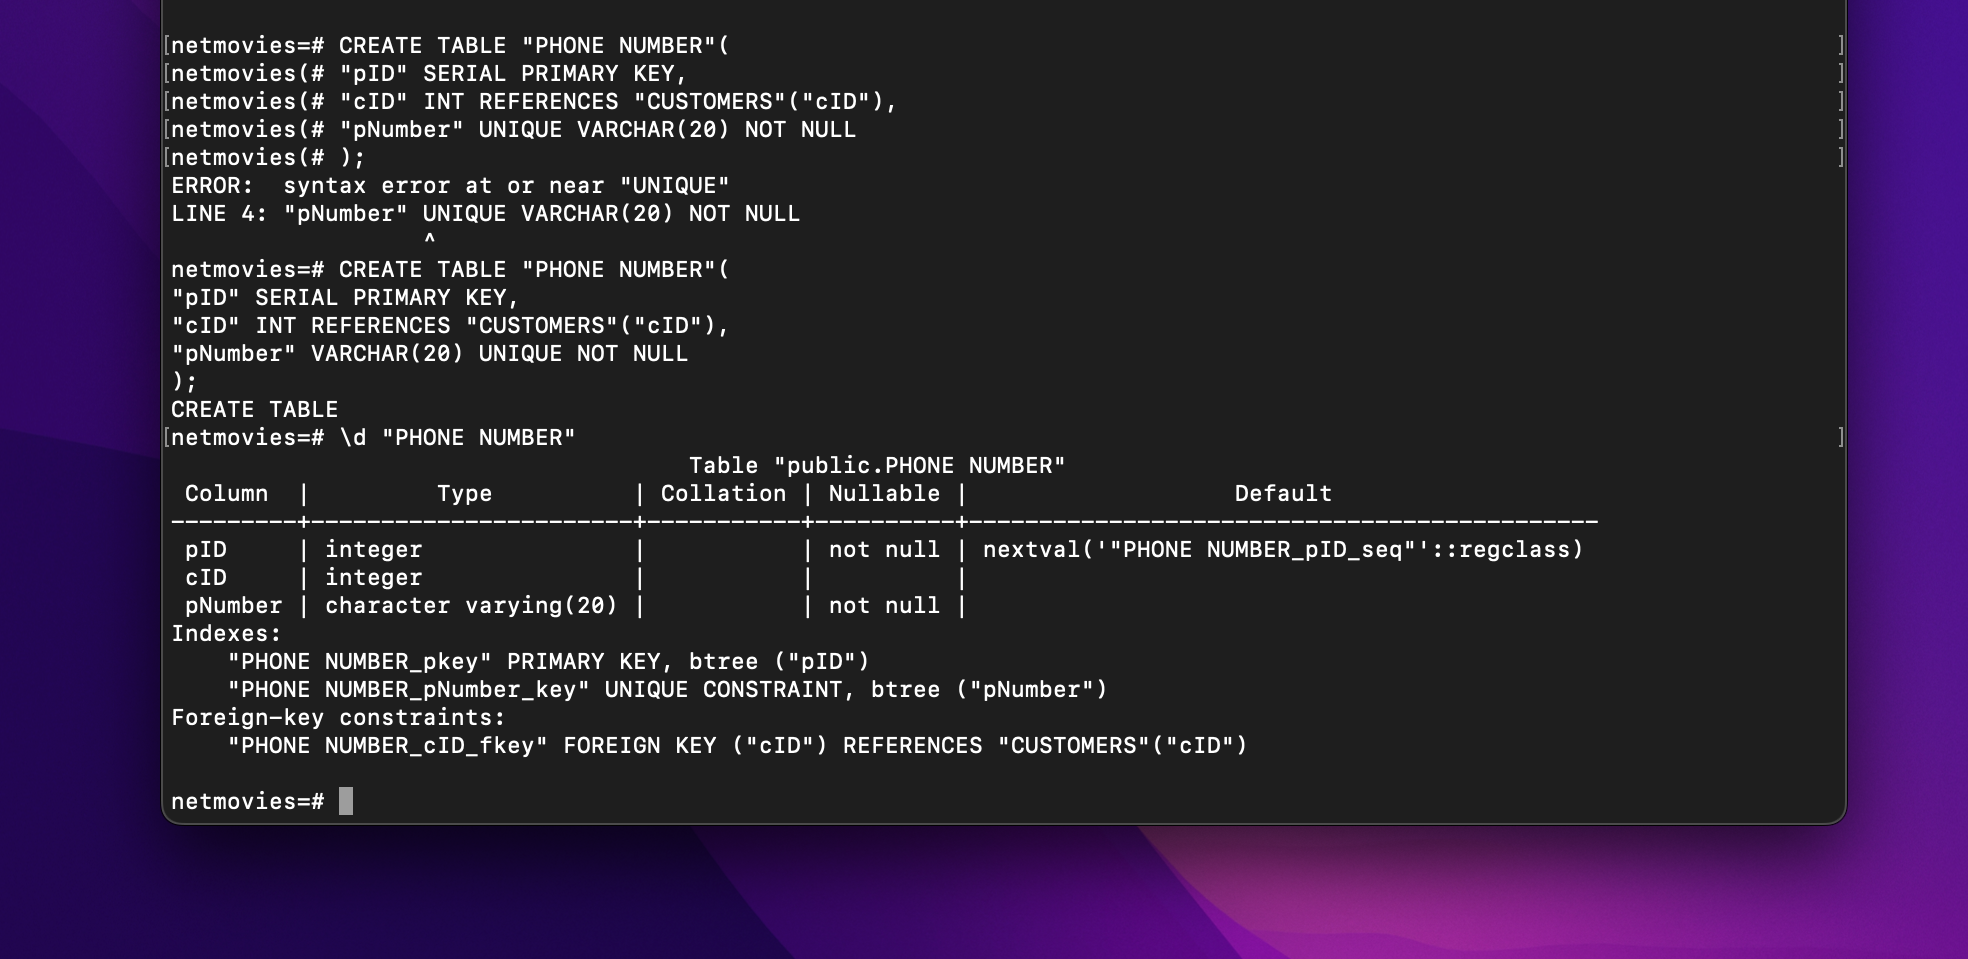 [netmovies=# CREATE TABLE "PHONE NUMBER"( ]
[netmovies(# "pID" SERIAL PRIMARY KEY, ]
[netmovies(# "cID" INT REFERENCES "CUSTOMERS"("cID"), ]
[netmovies(# "pNumber" UNIQUE VARCHAR(20) NOT NULL ]
[netmovies(# ); ]
ERROR:  syntax error at or near "UNIQUE"
LINE 4: "pNumber" UNIQUE VARCHAR(20) NOT NULL
                  ^
netmovies=# CREATE TABLE "PHONE NUMBER"(
"pID" SERIAL PRIMARY KEY,
"cID" INT REFERENCES "CUSTOMERS"("cID"),
"pNumber" VARCHAR(20) UNIQUE NOT NULL
);
CREATE TABLE
[netmovies=# \d "PHONE NUMBER" ]
                                     Table "public.PHONE NUMBER"
 Column  |         Type          | Collation | Nullable |                   Default
---------+-----------------------+-----------+----------+---------------------------------------------
 pID     | integer               |           | not null | nextval('"PHONE NUMBER_pID_seq"'::regclass)
 cID     | integer               |           |          |
 pNumber | character varying(20) |           | not null |
Indexes:
    "PHONE NUMBER_pkey" PRIMARY KEY, btree ("pID")
    "PHONE NUMBER_pNumber_key" UNIQUE CONSTRAINT, btree ("pNumber")
Foreign-key constraints:
    "PHONE NUMBER_cID_fkey" FOREIGN KEY ("cID") REFERENCES "CUSTOMERS"("cID")
netmovies=#